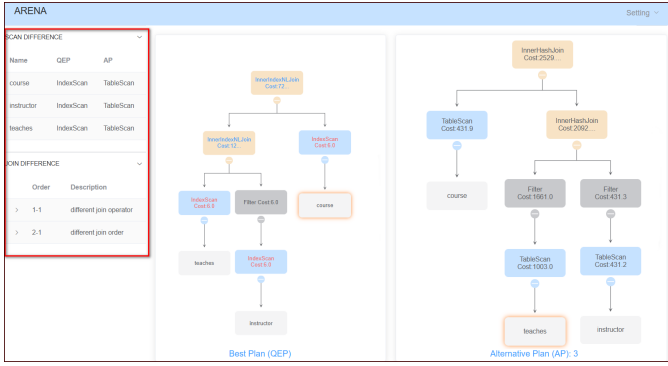 ARENA
Setting
SCAN DIFFERENCE
Name QEP AP
course IndexScan TableScan
instructor IndexScan TableScan
teaches IndexScan TableScan
JOIN DIFFERENCE
Order Description
1-1 different join operator
2-1 different join order
InnerIndexNLJoin
Cost:72...
InnerIndexNLJoin
Cost:12...
IndexScan
Cost:6.0
IndexScan
Cost:6.0
Filter Cost:6.0
course
teaches
IndexScan
Cost:6.0
instructor
Best Plan (QEP)
InnerHashJoin
Cost:2529....
TableScan
Cost:431.9
InnerHashJoin
Cost:2092....
course
Filter
Cost:1661.0
Filter
Cost:431.3
TableScan
Cost:1003.0
TableScan
Cost:431.2
teaches
instructor
Alternative Plan (AP): 3